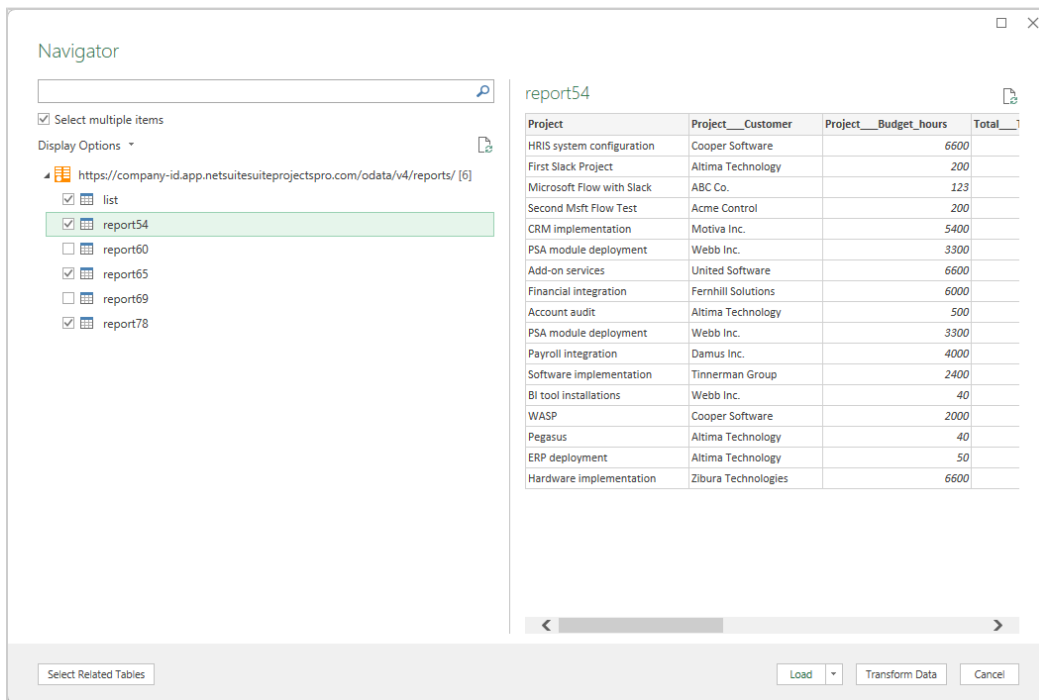 Navigator
Select multiple items
Display Options
https://company-id.app.netsuitesuiteprojectspro.com/odata/v4/reports/ [6]
list
report54
report60
report65
report69
report78
report54
Project Project___Customer Project___Budget_hours Total___T
HRIS system configuration Cooper Software 6600
First Slack Project Altima Technology 200
Microsoft Flow with Slack ABC Co. 123
Second Msft Flow Test Acme Control 200
CRM implementation Motiva Inc. 5400
PSA module deployment Webb Inc. 3300
Add-on services United Software 6600
Financial integration Fernhill Solutions 6000
Account audit Altima Technology 500
PSA module deployment Webb Inc. 3300
Payroll integration Damus Inc. 4000
Software implementation Tinnerman Group 2400
BI tool installations Webb Inc. 40
WASP Cooper Software 2000
Pegasus Altima Technology 40
ERP deployment Altima Technology 50
Hardware implementation Zibura Technologies 6600
Select Related Tables Load Transform Data Cancel